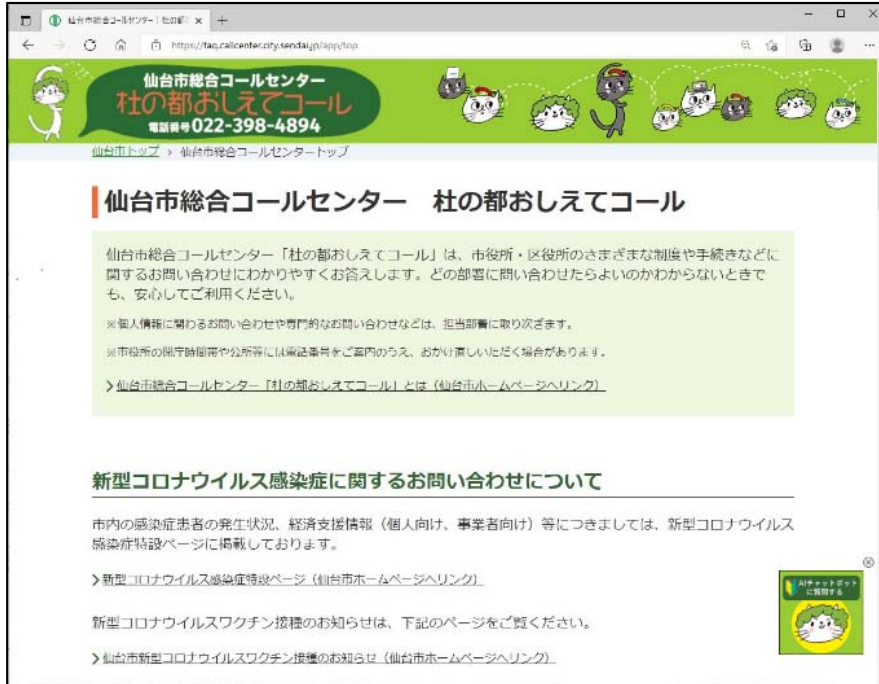 仙台市総合コールセンター | 杜の都
https://faq.callcenter.city.sendai.jp/app/top
仙台市総合コールセンター
杜の都おしえてコール
電話番号022-398-4894
仙台市トップ › 仙台市総合コールセンタートップ
仙台市総合コールセンター　杜の都おしえてコール
仙台市総合コールセンター「杜の都おしえてコール」は、市役所・区役所のさまざまな制度や手続きなどに
関するお問い合わせにわかりやすくお答えします。どの部署に問い合わせたらよいのかわからないときで
も、安心してご利用ください。
※個人情報に関わるお問い合わせや専門的なお問い合わせなどは、担当部署に取り次ぎます。
※市役所の開庁時間帯や公所等には電話番号をご案内のうえ、おかけ直しいただく場合があります。
仙台市総合コールセンター「杜の都おしえてコール」とは（仙台市ホームページへリンク）
新型コロナウイルス感染症に関するお問い合わせについて
市内の感染症患者の発生状況、経済支援情報（個人向け、事業者向け）等につきましては、新型コロナウイルス
感染症特設ページに掲載しております。
新型コロナウイルス感染症特設ページ（仙台市ホームページへリンク）
AIチャットボット
に質問する
新型コロナウイルスワクチン接種のお知らせは、下記のページをご覧ください。
仙台市新型コロナウイルスワクチン接種のお知らせ（仙台市ホームページへリンク）